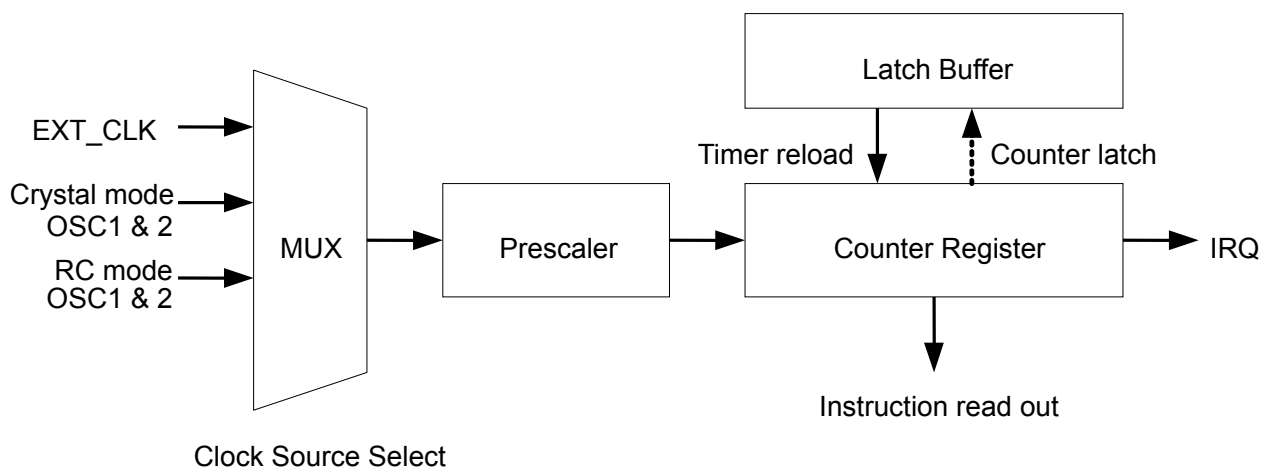 Latch Buffer
EXT_CLK
Timer reload
Counter latch
Crystal mode
OSC1 & 2
MUX
Prescaler
Counter Register
IRQ
RC mode
OSC1 & 2
Instruction read out
Clock Source Select